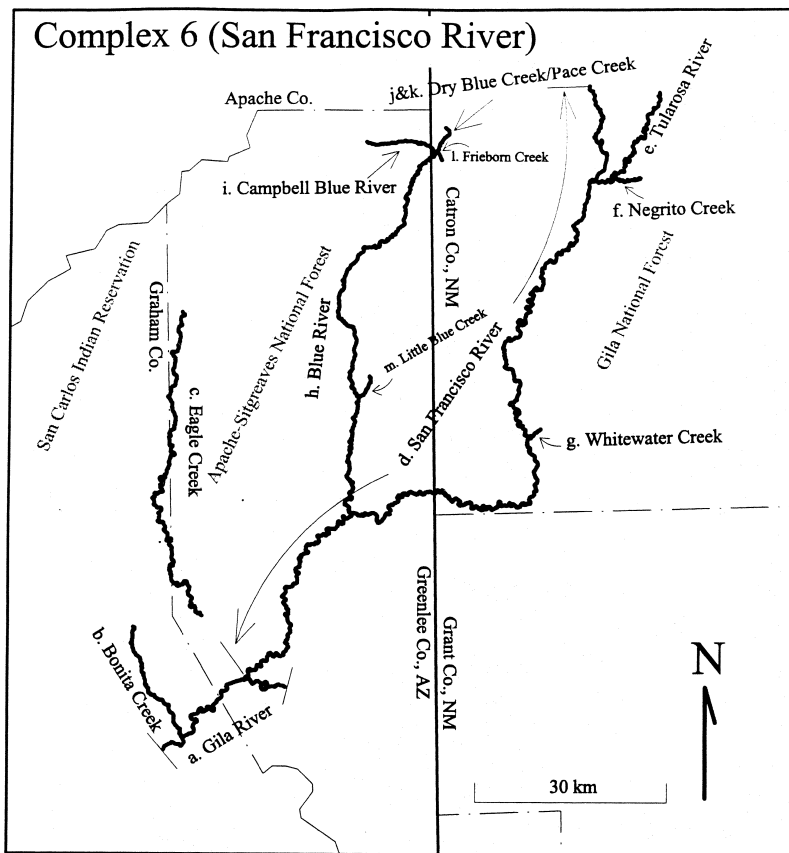 Complex 6 (San Francisco River)
j&k. Dry Blue Creek/Pace Creek
Apache Co.
e. Tularosa River
l. Frieborn Creek
i. Campbell Blue River
f. Negrito Creek
Catron Co., NM
San Carlos Indian Reservation
Graham Co.
Apache-Sitgreaves National Forest
Gila National Forest
h. Blue River
m. Little Blue Creek
c. Eagle Creek
d. San Francisco River
g. Whitewater Creek
Greenlee Co., AZ
Grant Co., NM
b. Bonita Creek
a. Gila River
N
30 km